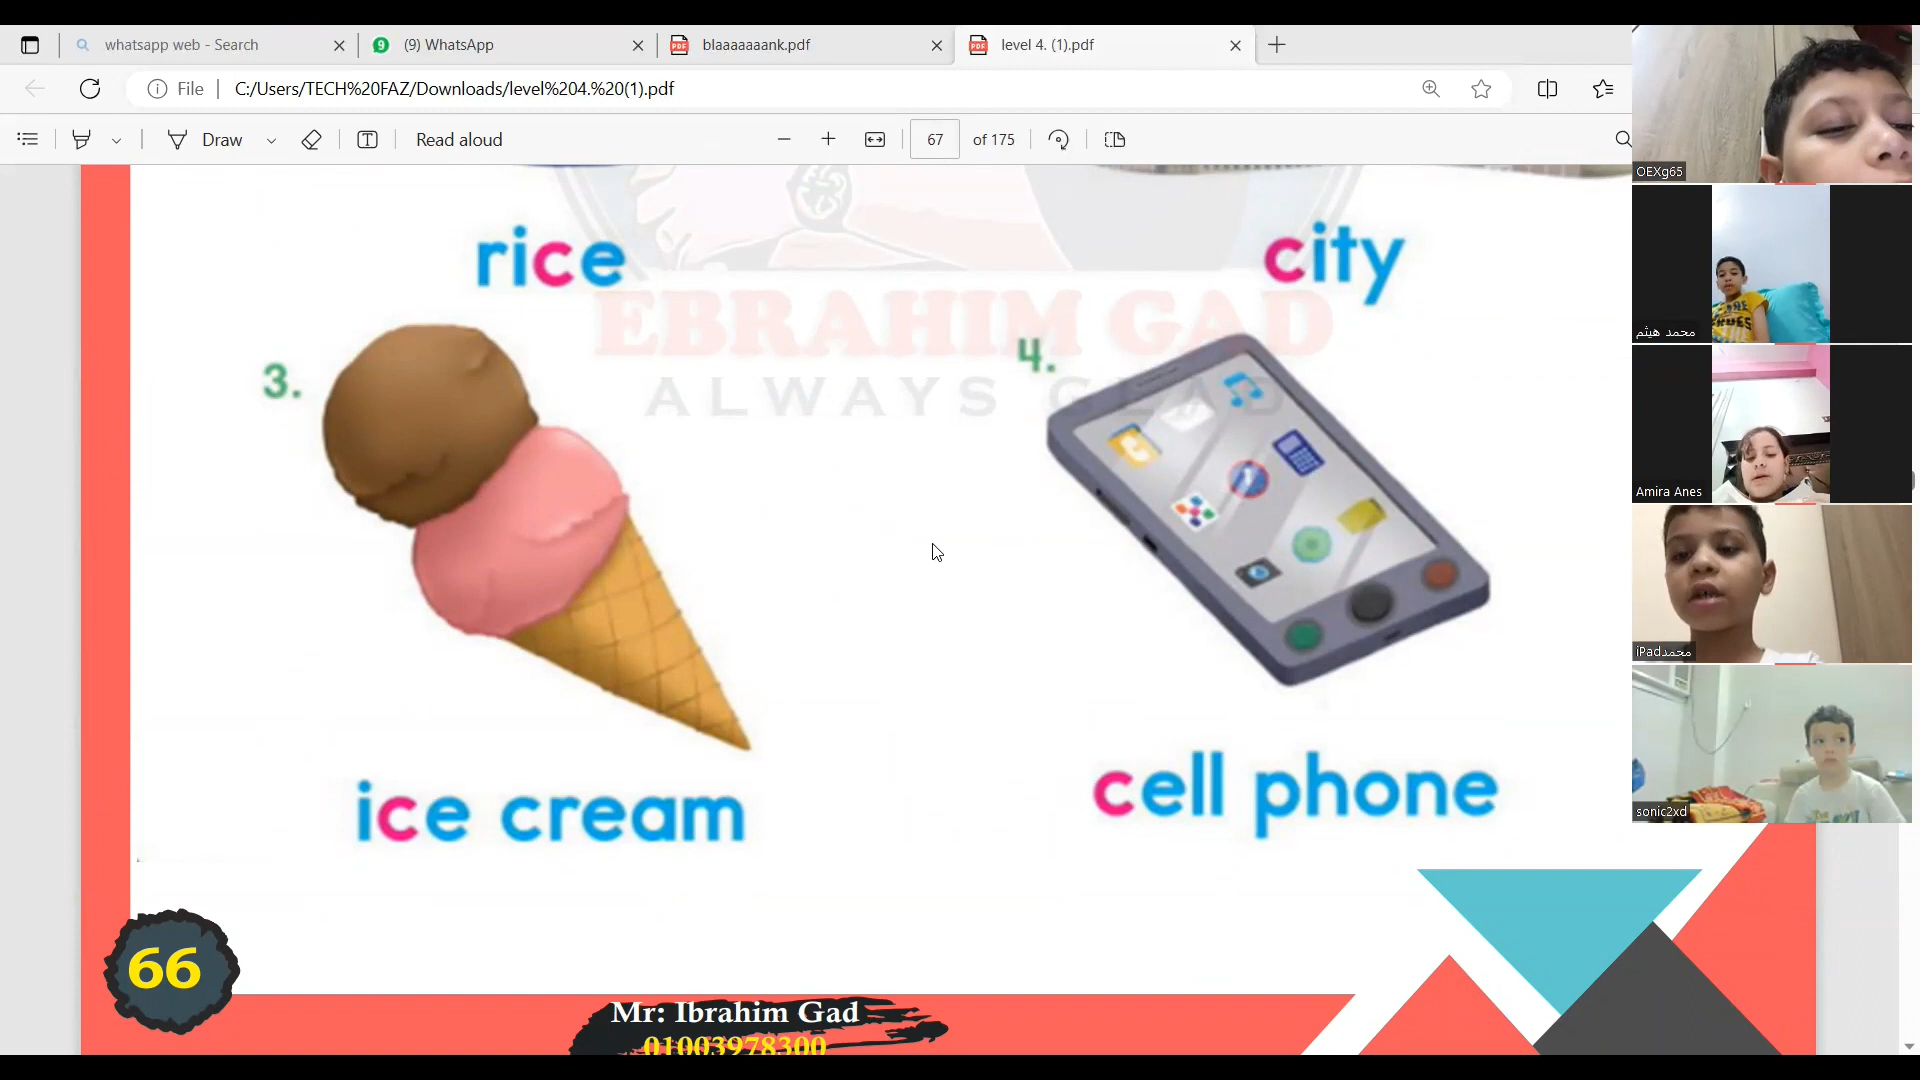 whatsapp web - Search
(9) WhatsApp
blaaaaaaank.pdf
level 4. (1).pdf
File
C:/Users/TECH%20FAZ/Downloads/level%204.%20(1).pdf
Draw
Read aloud
67
of 175
rice
city
EBRAHIM GAD
ALWAYS GLAD
3.
4.
ice cream
cell phone
66
Mr: Ibrahim Gad
01003978300
OEXg65
محمد هيثم
Amira Anes
iPadمحمد
sonic2xd